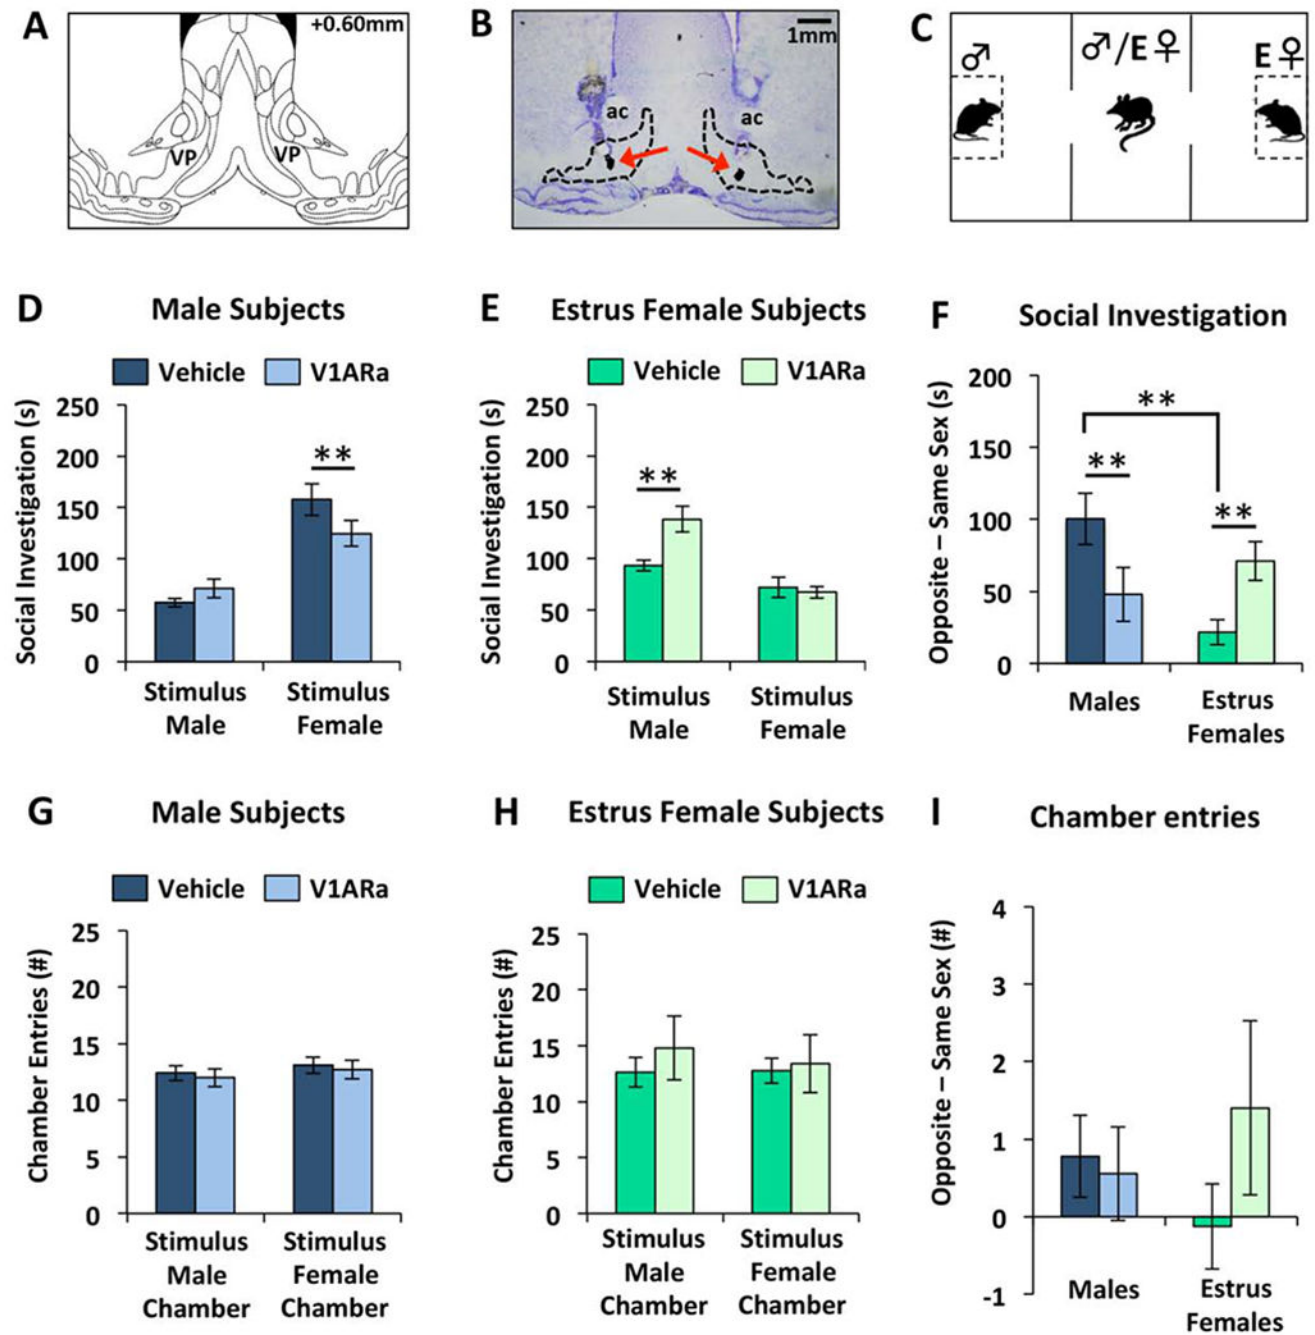 A
+0.60mm
VP
VP
B
1mm
ac
ac
C
♂
♂/E ♀
E ♀
D
Male Subjects
Vehicle
V1ARa
Social Investigation (s)
250
200
150
100
50
0
**
Stimulus
Male
Stimulus
Female
E
Estrus Female Subjects
Vehicle
V1ARa
Social Investigation (s)
250
200
150
100
50
0
**
Stimulus
Male
Stimulus
Female
F
Social Investigation
Opposite – Same Sex (s)
200
150
100
50
0
**
**
**
Males
Estrus
Females
G
Male Subjects
Vehicle
V1ARa
Chamber Entries (#)
25
20
15
10
5
0
Stimulus
Male
Chamber
Stimulus
Female
Chamber
H
Estrus Female Subjects
Vehicle
V1ARa
Chamber Entries (#)
25
20
15
10
5
0
Stimulus
Male
Chamber
Stimulus
Female
Chamber
I
Chamber entries
Opposite – Same Sex (#)
4
3
2
1
0
-1
Males
Estrus
Females